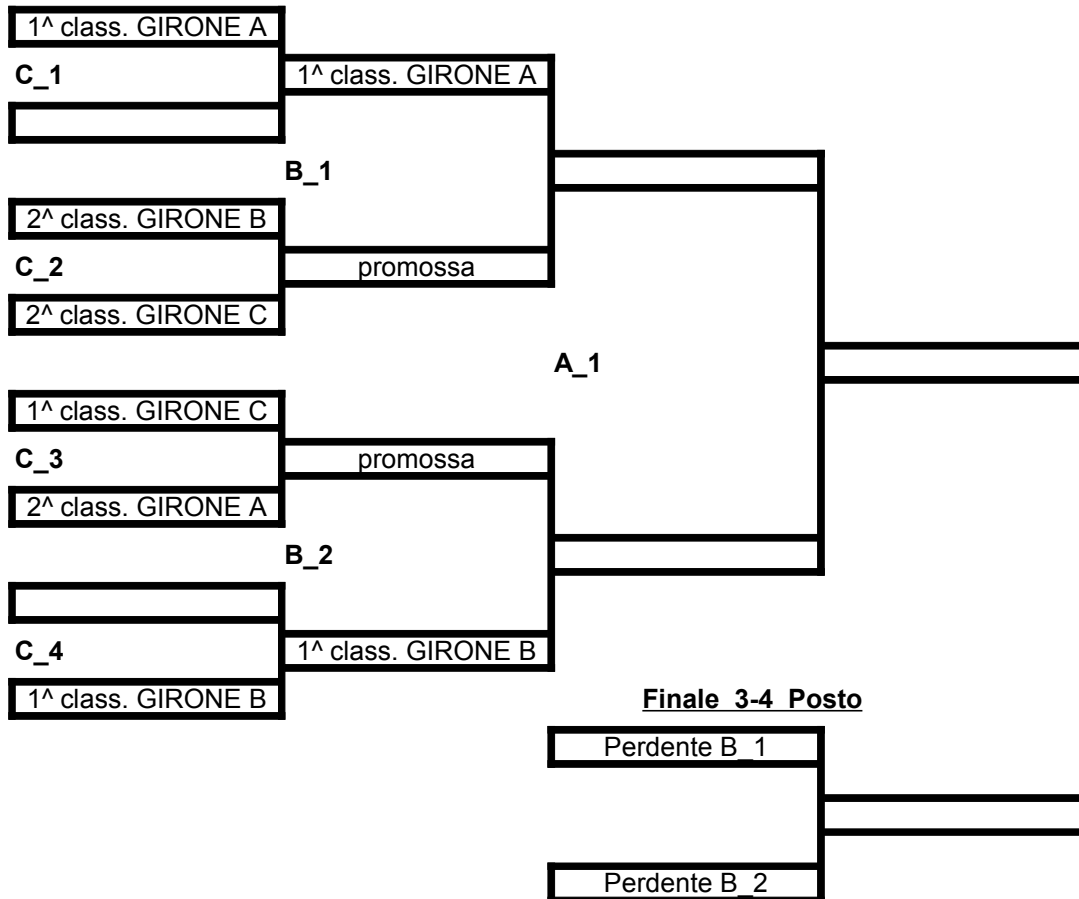 1^ class. GIRONE A
C_1
1^ class. GIRONE A
B_1
2^ class. GIRONE B
C_2
promossa
2^ class. GIRONE C
A_1
1^ class. GIRONE C
C_3
promossa
2^ class. GIRONE A
B_2
C_4
1^ class. GIRONE B
1^ class. GIRONE B
Finale 3-4 Posto
Perdente B_1
Perdente B_2